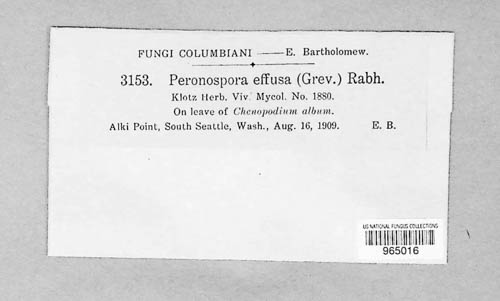 FUNGI COLUMBIANI —— E. Bartholomew.
3153. Peronospora effusa (Grev.) Rabh.
Klotz Herb. Viv. Mycol. No. 1880.
On leave of Chenopodium album.
Alki Point, South Seattle, Wash., Aug. 16, 1909. E. B.
US NATIONAL FUNGUS COLLECTIONS
965016